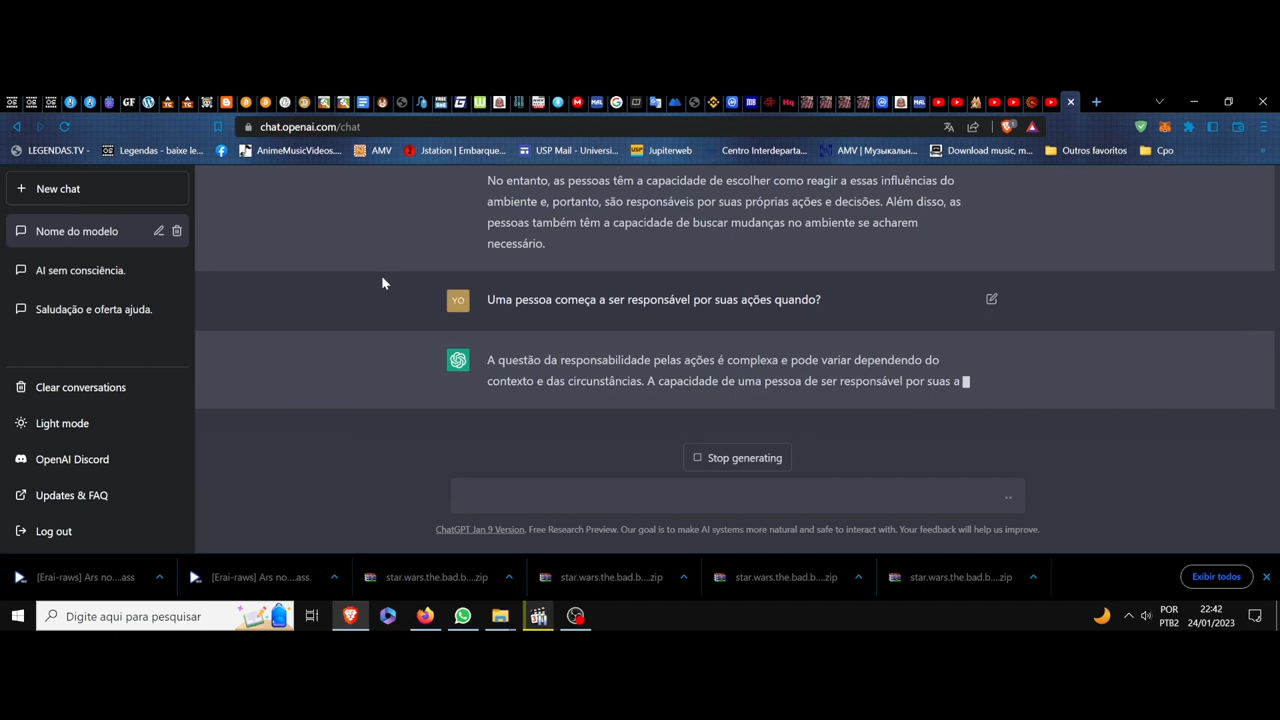 GF
chat.openai.com/chat
1
LEGENDAS.TV -
Legendas - baixe le...
AnimeMusicVideos....
AMV
Jstation | Embarque...
USP Mail - Universi...
USP
Jupiterweb
Centro Interdeparta...
AMV | Музыкальн...
Download music, m...
Outros favoritos
Cpo
New chat
Nome do modelo
AI sem consciência.
Saludação e oferta ajuda.
Clear conversations
Light mode
OpenAI Discord
Updates & FAQ
Log out
No entanto, as pessoas têm a capacidade de escolher como reagir a essas influências do
ambiente e, portanto, são responsáveis por suas próprias ações e decisões. Além disso, as
pessoas também têm a capacidade de buscar mudanças no ambiente se acharem
necessário.
YO
Uma pessoa começa a ser responsável por suas ações quando?
A questão da responsabilidade pelas ações é complexa e pode variar dependendo do
contexto e das circunstâncias. A capacidade de uma pessoa de ser responsável por suas a
Stop generating
..
ChatGPT Jan 9 Version. Free Research Preview. Our goal is to make AI systems more natural and safe to interact with. Your feedback will help us improve.
[Erai-raws] Ars no....ass
[Erai-raws] Ars no....ass
star.wars.the.bad.b....zip
star.wars.the.bad.b....zip
star.wars.the.bad.b....zip
star.wars.the.bad.b....zip
Exibir todos
Digite aqui para pesquisar
POR
PTB2
22:42
24/01/2023